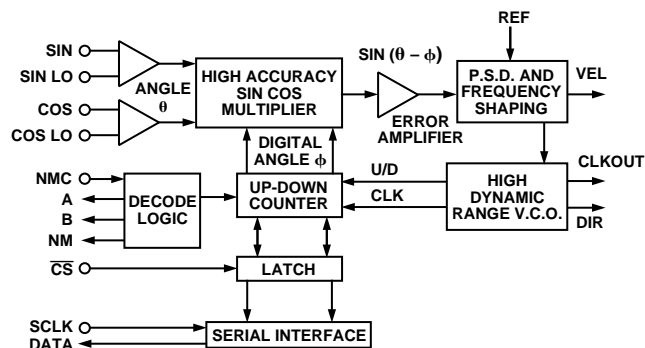 REF
SIN
SIN LO
COS
COS LO
ANGLE
θ
HIGH ACCURACY
SIN COS
MULTIPLIER
SIN (θ – ϕ)
ERROR
AMPLIFIER
P.S.D. AND
FREQUENCY
SHAPING
VEL
DIGITAL
ANGLE ϕ
NMC
A
B
NM
DECODE
LOGIC
UP-DOWN
COUNTER
U/D
CLK
HIGH
DYNAMIC
RANGE V.C.O.
CLKOUT
DIR
CS
LATCH
SCLK
DATA
SERIAL INTERFACE